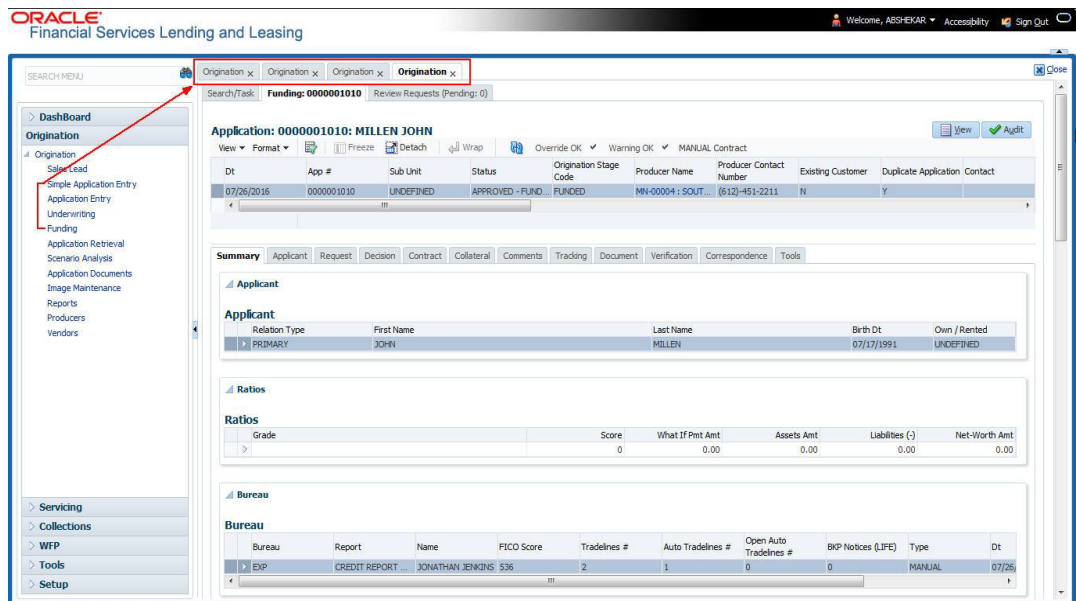 ORACLE
Financial Services Lending and Leasing
Welcome, ABSHEKAR Accessibility Sign Out
SEARCH MENU
Origination x Origination x Origination x Origination x
Close
Search/Task Funding: 0000001010 Review Requests (Pending: 0)
DashBoard
Origination
Origination
Sales Lead
Simple Application Entry
Application Entry
Underwriting
Funding
Application Retrieval
Scenario Analysis
Application Documents
Image Maintenance
Reports
Producers
Vendors
Servicing
Collections
WFP
Tools
Setup
Application: 0000001010: MILLEN JOHN
View Audit
View Format Freeze Detach Wrap Override OK Warning OK MANUAL Contract
Dt App # Sub Unit Status Origination Stage Code Producer Name Producer Contact Number Existing Customer Duplicate Application Contact
07/26/2016 0000001010 UNDEFINED APPROVED - FUND... FUNDED MN-00004 : SOUT... (612)-451-2211 N Y
Summary Applicant Request Decision Contract Collateral Comments Tracking Document Verification Correspondence Tools
Applicant
Applicant
Relation Type First Name Last Name Birth Dt Own / Rented
PRIMARY JOHN MILLEN 07/17/1991 UNDEFINED
Ratios
Ratios
Grade Score What If Pmt Amt Assets Amt Liabilities (-) Net-Worth Amt
0 0.00 0.00 0.00 0.00
Bureau
Bureau
Bureau Report Name FICO Score Tradelines # Auto Tradelines # Open Auto Tradelines # BKP Notices (LIFE) Type Dt
EXP CREDIT REPORT ... JONATHAN JENKINS 536 2 1 0 0 MANUAL 07/26/